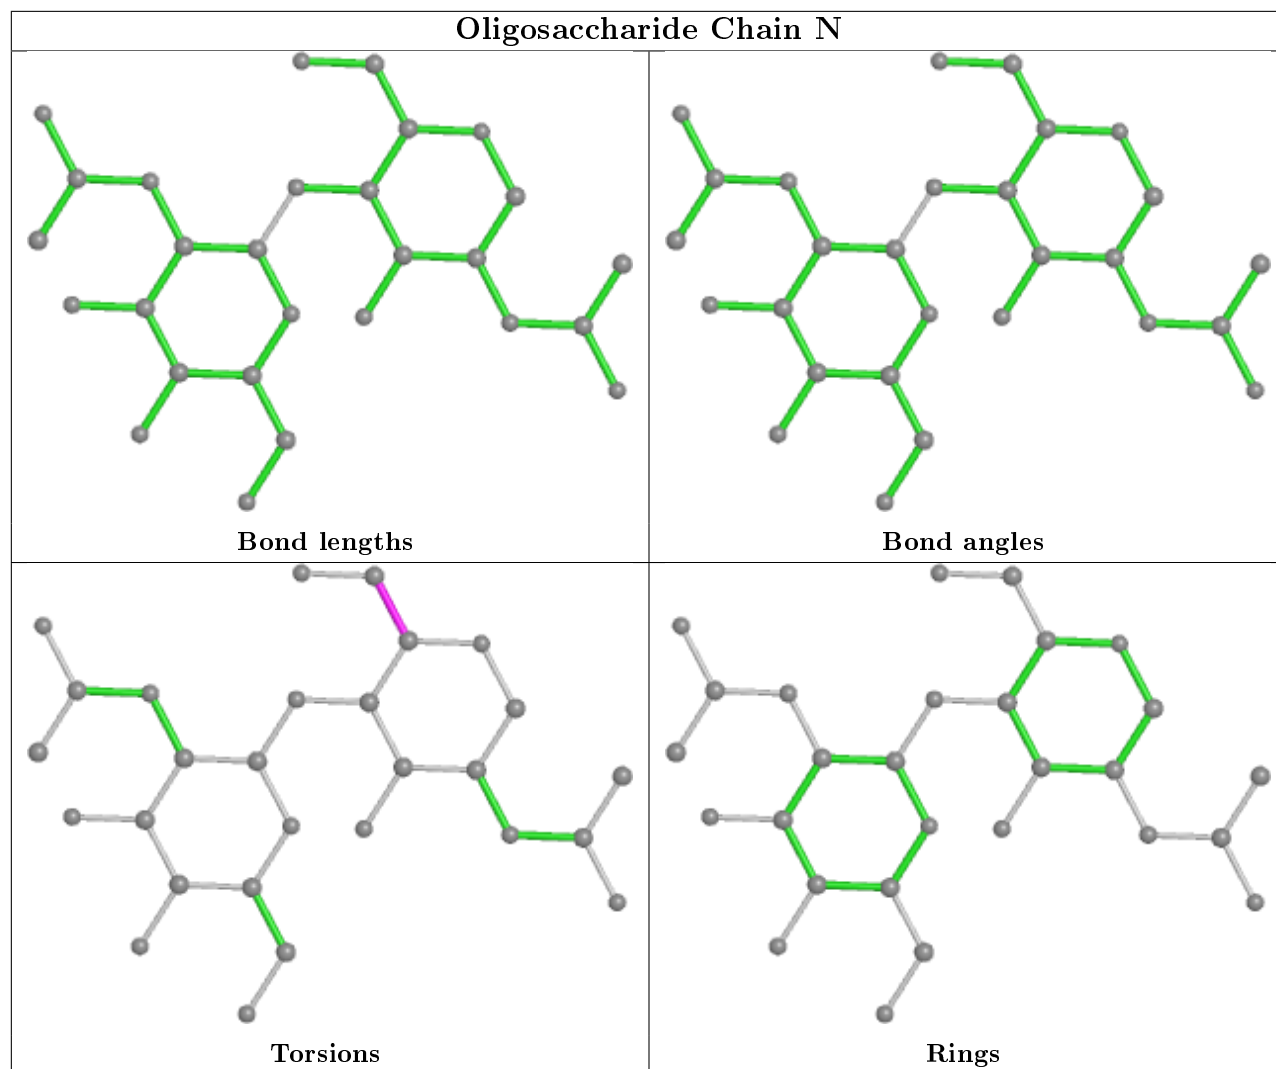 Oligosaccharide Chain N
Bond lengths
Bond angles
Torsions
Rings